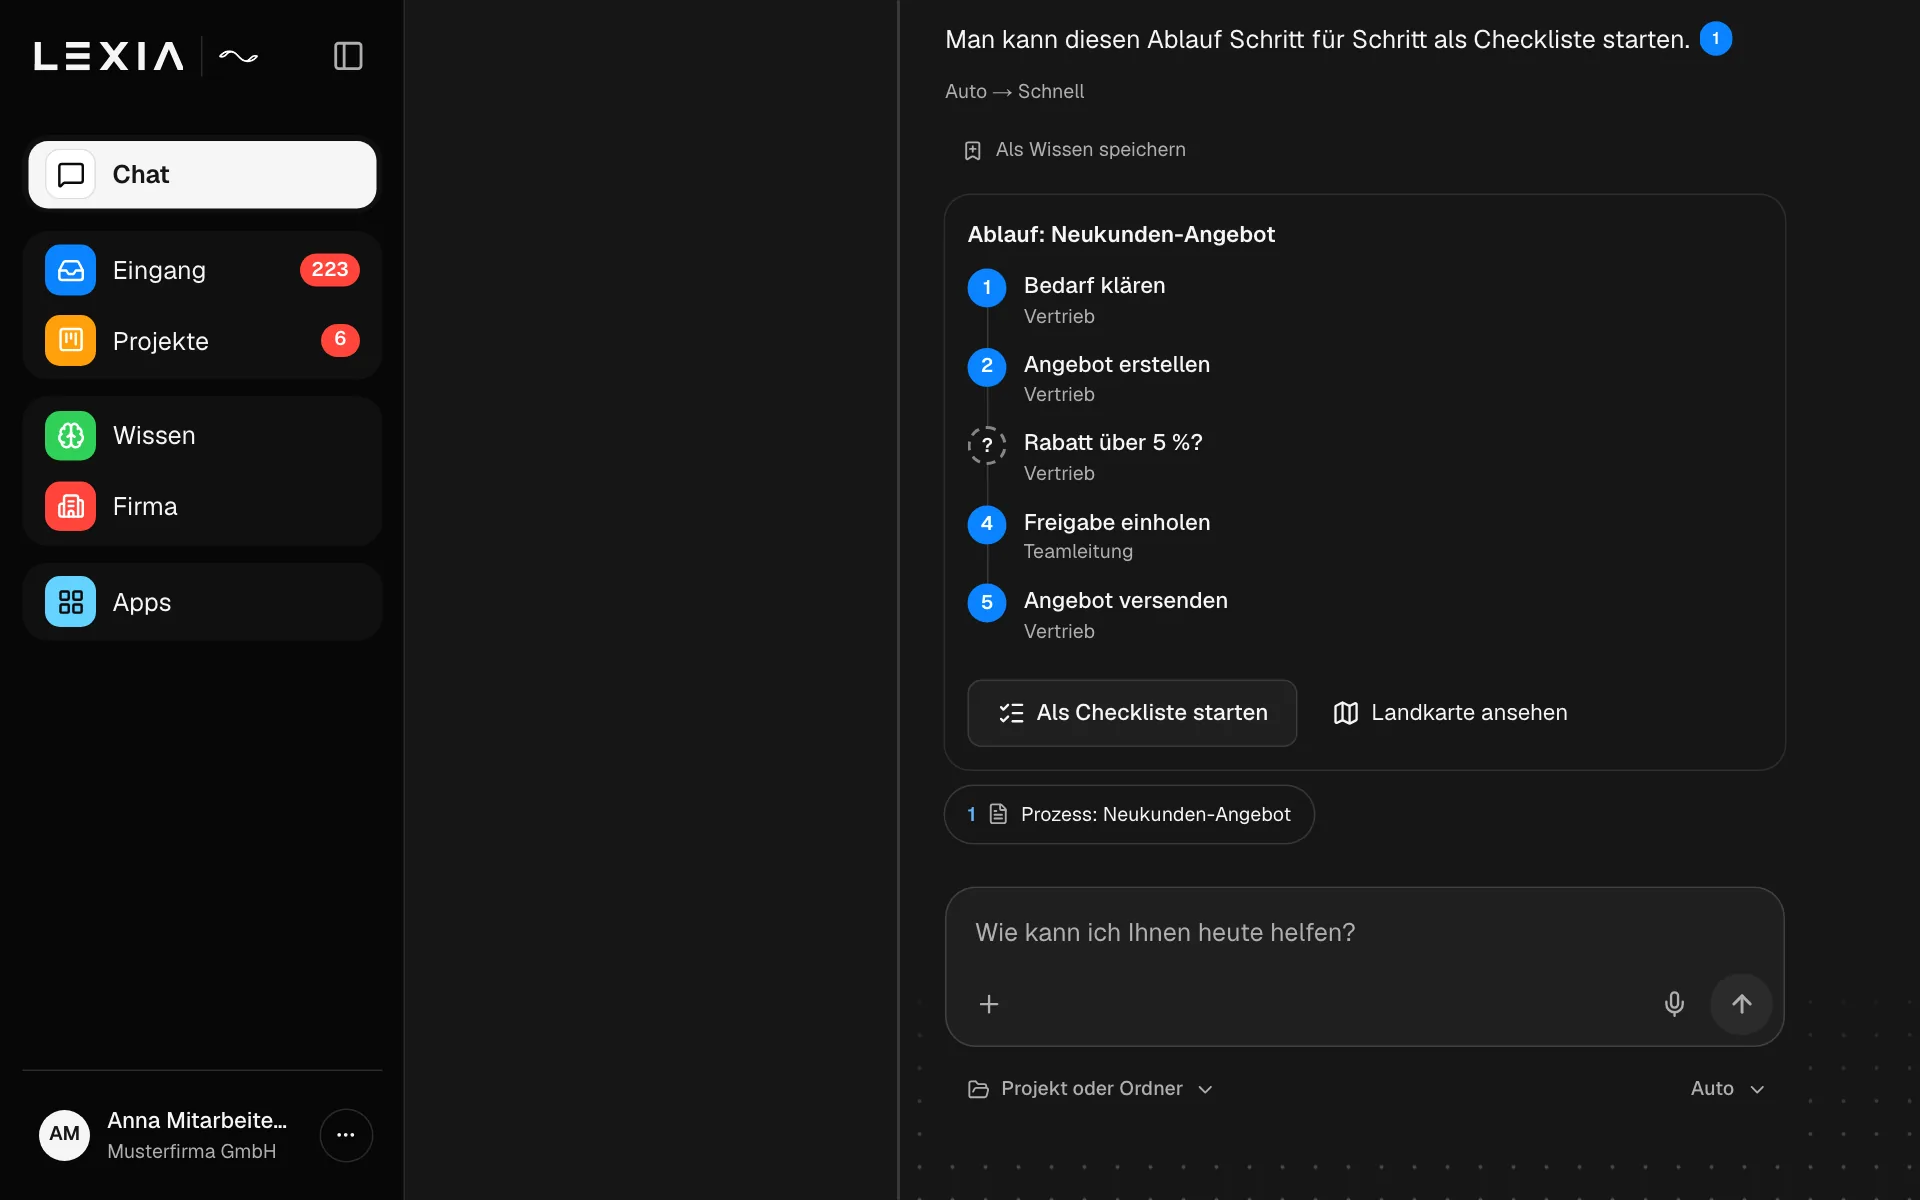 LEXIA
Chat
Eingang 223
Projekte 6
Wissen
Firma
Apps
AM
Anna Mitarbeite...
Musterfirma GmbH
Man kann diesen Ablauf Schritt für Schritt als Checkliste starten. 1
Auto → Schnell
Als Wissen speichern
Ablauf: Neukunden-Angebot
1 Bedarf klären
Vertrieb
2 Angebot erstellen
Vertrieb
? Rabatt über 5 %?
Vertrieb
4 Freigabe einholen
Teamleitung
5 Angebot versenden
Vertrieb
Als Checkliste starten
Landkarte ansehen
1 Prozess: Neukunden-Angebot
Wie kann ich Ihnen heute helfen?
Projekt oder Ordner
Auto